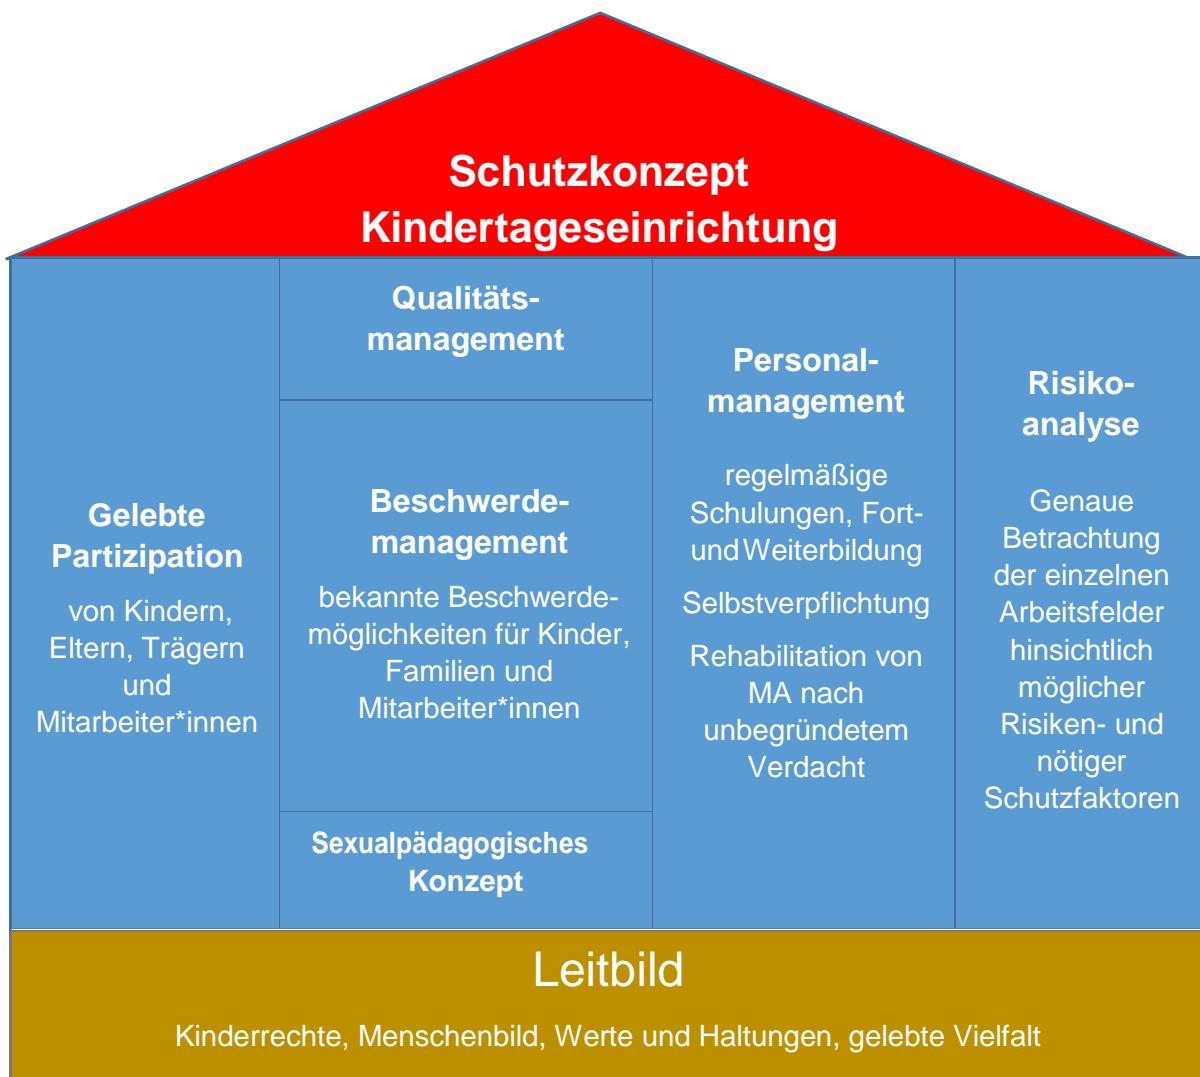 Schutzkonzept
Kindertageseinrichtung
Gelebte
Partizipation
von Kindern,
Eltern, Trägern
und
Mitarbeiter*innen
Qualitäts-
management
Beschwerde-
management
bekannte Beschwerde-
möglichkeiten für Kinder,
Familien und
Mitarbeiter*innen
Sexualpädagogisches
Konzept
Personal-
management
regelmäßige
Schulungen, Fort-
und Weiterbildung
Selbstverpflichtung
Rehabilitation von
MA nach
unbegründetem
Verdacht
Risiko-
analyse
Genaue
Betrachtung
der einzelnen
Arbeitsfelder
hinsichtlich
möglicher
Risiken- und
nötiger
Schutzfaktoren
Leitbild
Kinderrechte, Menschenbild, Werte und Haltungen, gelebte Vielfalt